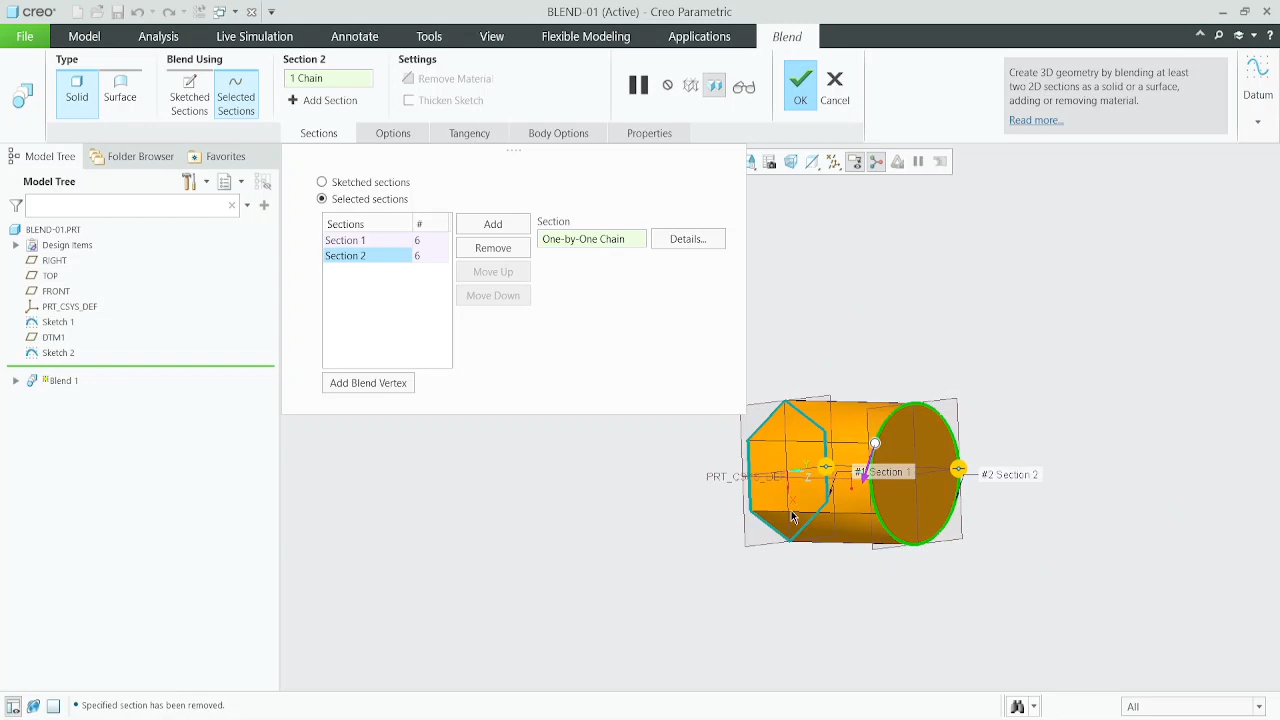 creo
BLEND-01 (Active) - Creo Parametric
File Model Analysis Live Simulation Annotate Tools View Flexible Modeling Applications Blend
Type Blend Using Section 2 Settings
Solid Surface Sketched Sections Selected Sections
1 Chain
Add Section
Remove Material
Thicken Sketch
OK Cancel
Create 3D geometry by blending at least
two 2D sections as a solid or a surface,
adding or removing material.
Read more...
Datum
Sections Options Tangency Body Options Properties
Model Tree Folder Browser Favorites
Model Tree
BLEND-01.PRT
Design Items
RIGHT
TOP
FRONT
PRT_CSYS_DEF
Sketch 1
DTM1
Sketch 2
Blend 1
Sketched sections
Selected sections
Sections #
Section 1 6
Section 2 6
Add
Remove
Move Up
Move Down
Section
One-by-One Chain
Details...
Add Blend Vertex
#1 Section 1
#2 Section 2
Y
Z
X
Specified section has been removed.
All